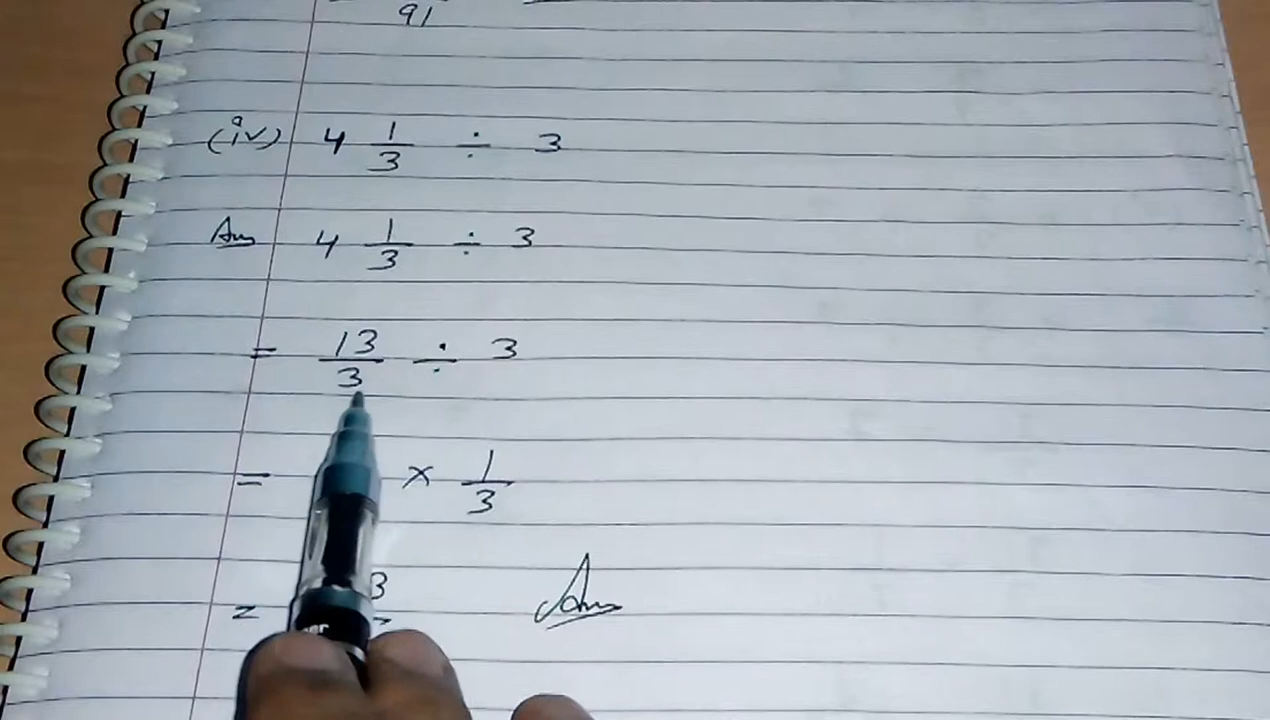 91
(iv) 4 1/3 ÷ 3
Ans 4 1/3 ÷ 3
= 13/3 ÷ 3
= × 1/3
= 3 Ans